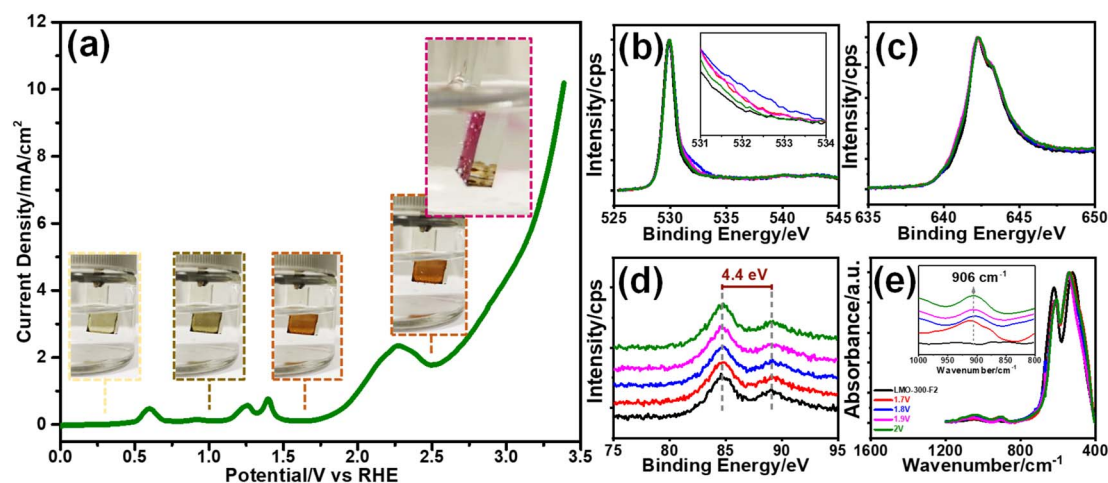 (a)
12
10
8
6
4
2
0
Current Density/mA/cm²
0.0 0.5 1.0 1.5 2.0 2.5 3.0 3.5
Potential/V vs RHE
(b)
Intensity/cps
531 532 533 534
525 530 535 540 545
Binding Energy/eV
(c)
Intensity/cps
635 640 645 650
Binding Energy/eV
(d)
4.4 eV
Intensity/cps
75 80 85 90 95
Binding Energy/eV
(e)
906 cm⁻¹
1000 950 900 850 800
Wavenumber/cm⁻¹
LMO-300-F2
1.7V
1.8V
1.9V
2V
Absorbance/a.u.
1600 1200 800 400
Wavenumber/cm⁻¹